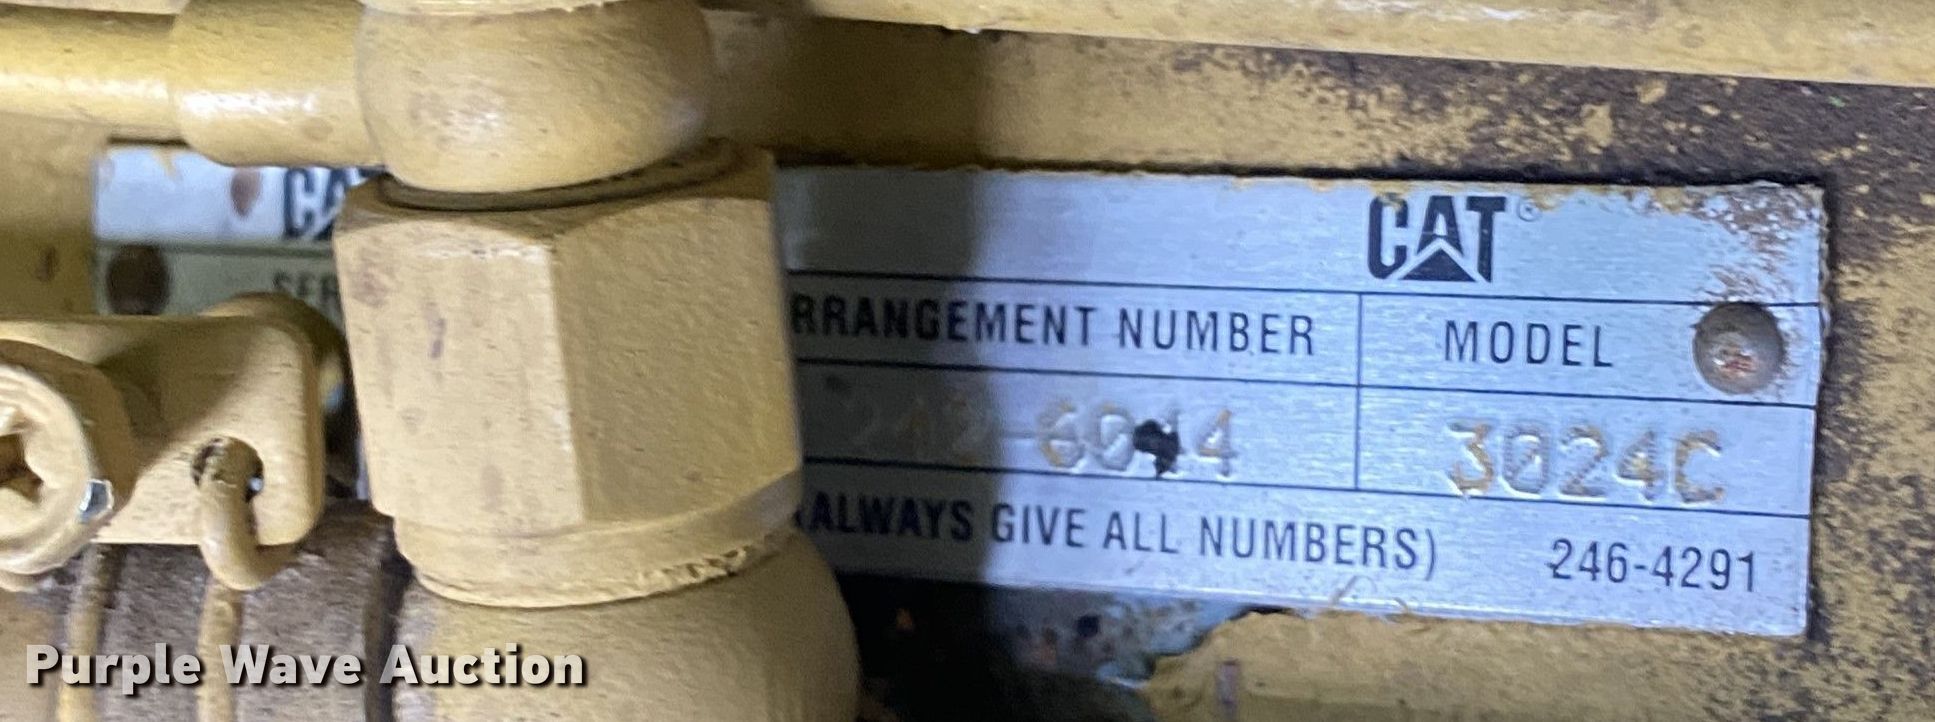 CAT®
RRANGEMENT NUMBER MODEL
3024C
(ALWAYS GIVE ALL NUMBERS) 246-4291
Purple Wave Auction